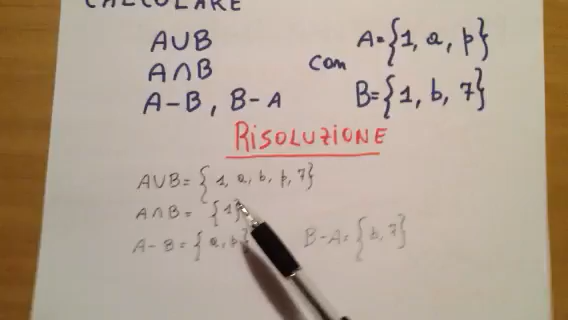 CALCOLARE
A∪B
A∩B
A-B, B-A
con
A={1, a, p}
B={1, b, 7}
RISOLUZIONE
A∪B={1, a, b, p, 7}
A∩B= {1}
A-B={a, p} B-A={b, 7}